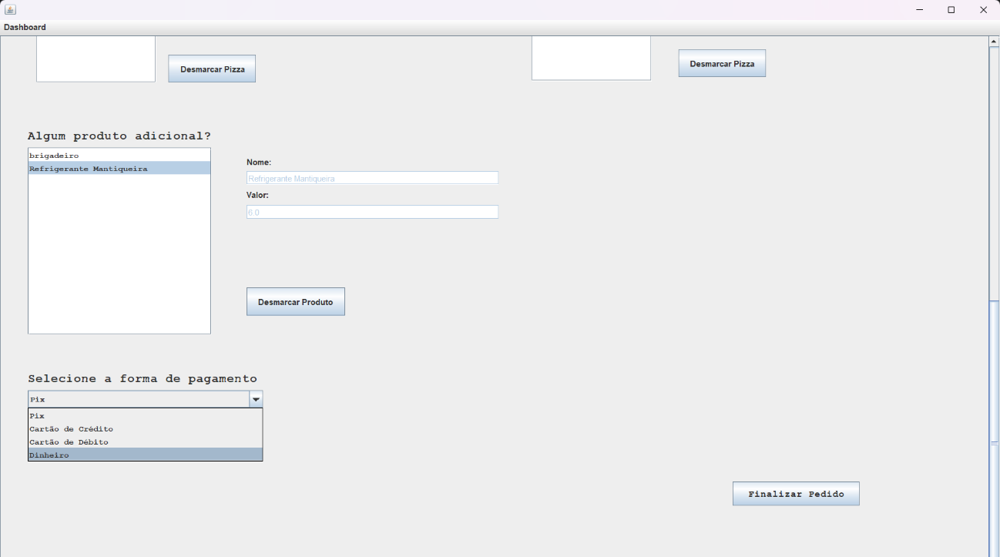 Dashboard
Desmarcar Pizza
Desmarcar Pizza
Algum produto adicional?
brigadeiro
Refrigerante Mantiqueira
Nome:
Refrigerante Mantiqueira
Valor:
6.0
Desmarcar Produto
Selecione a forma de pagamento
Pix
Pix
Cartão de Crédito
Cartão de Débito
Dinheiro
Finalizar Pedido